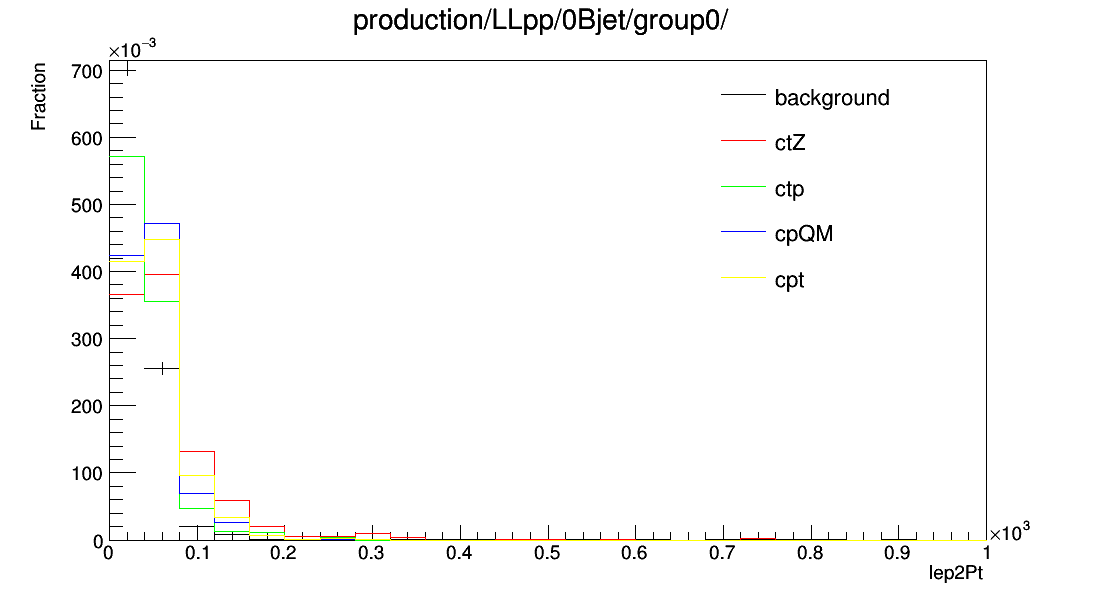 production/LLpp/0Bjet/group0/
×10⁻³
Fraction
700
600
500
400
300
200
100
0
background
ctZ
ctp
cpQM
cpt
0 0.1 0.2 0.3 0.4 0.5 0.6 0.7 0.8 0.9 1
×10³
lep2Pt